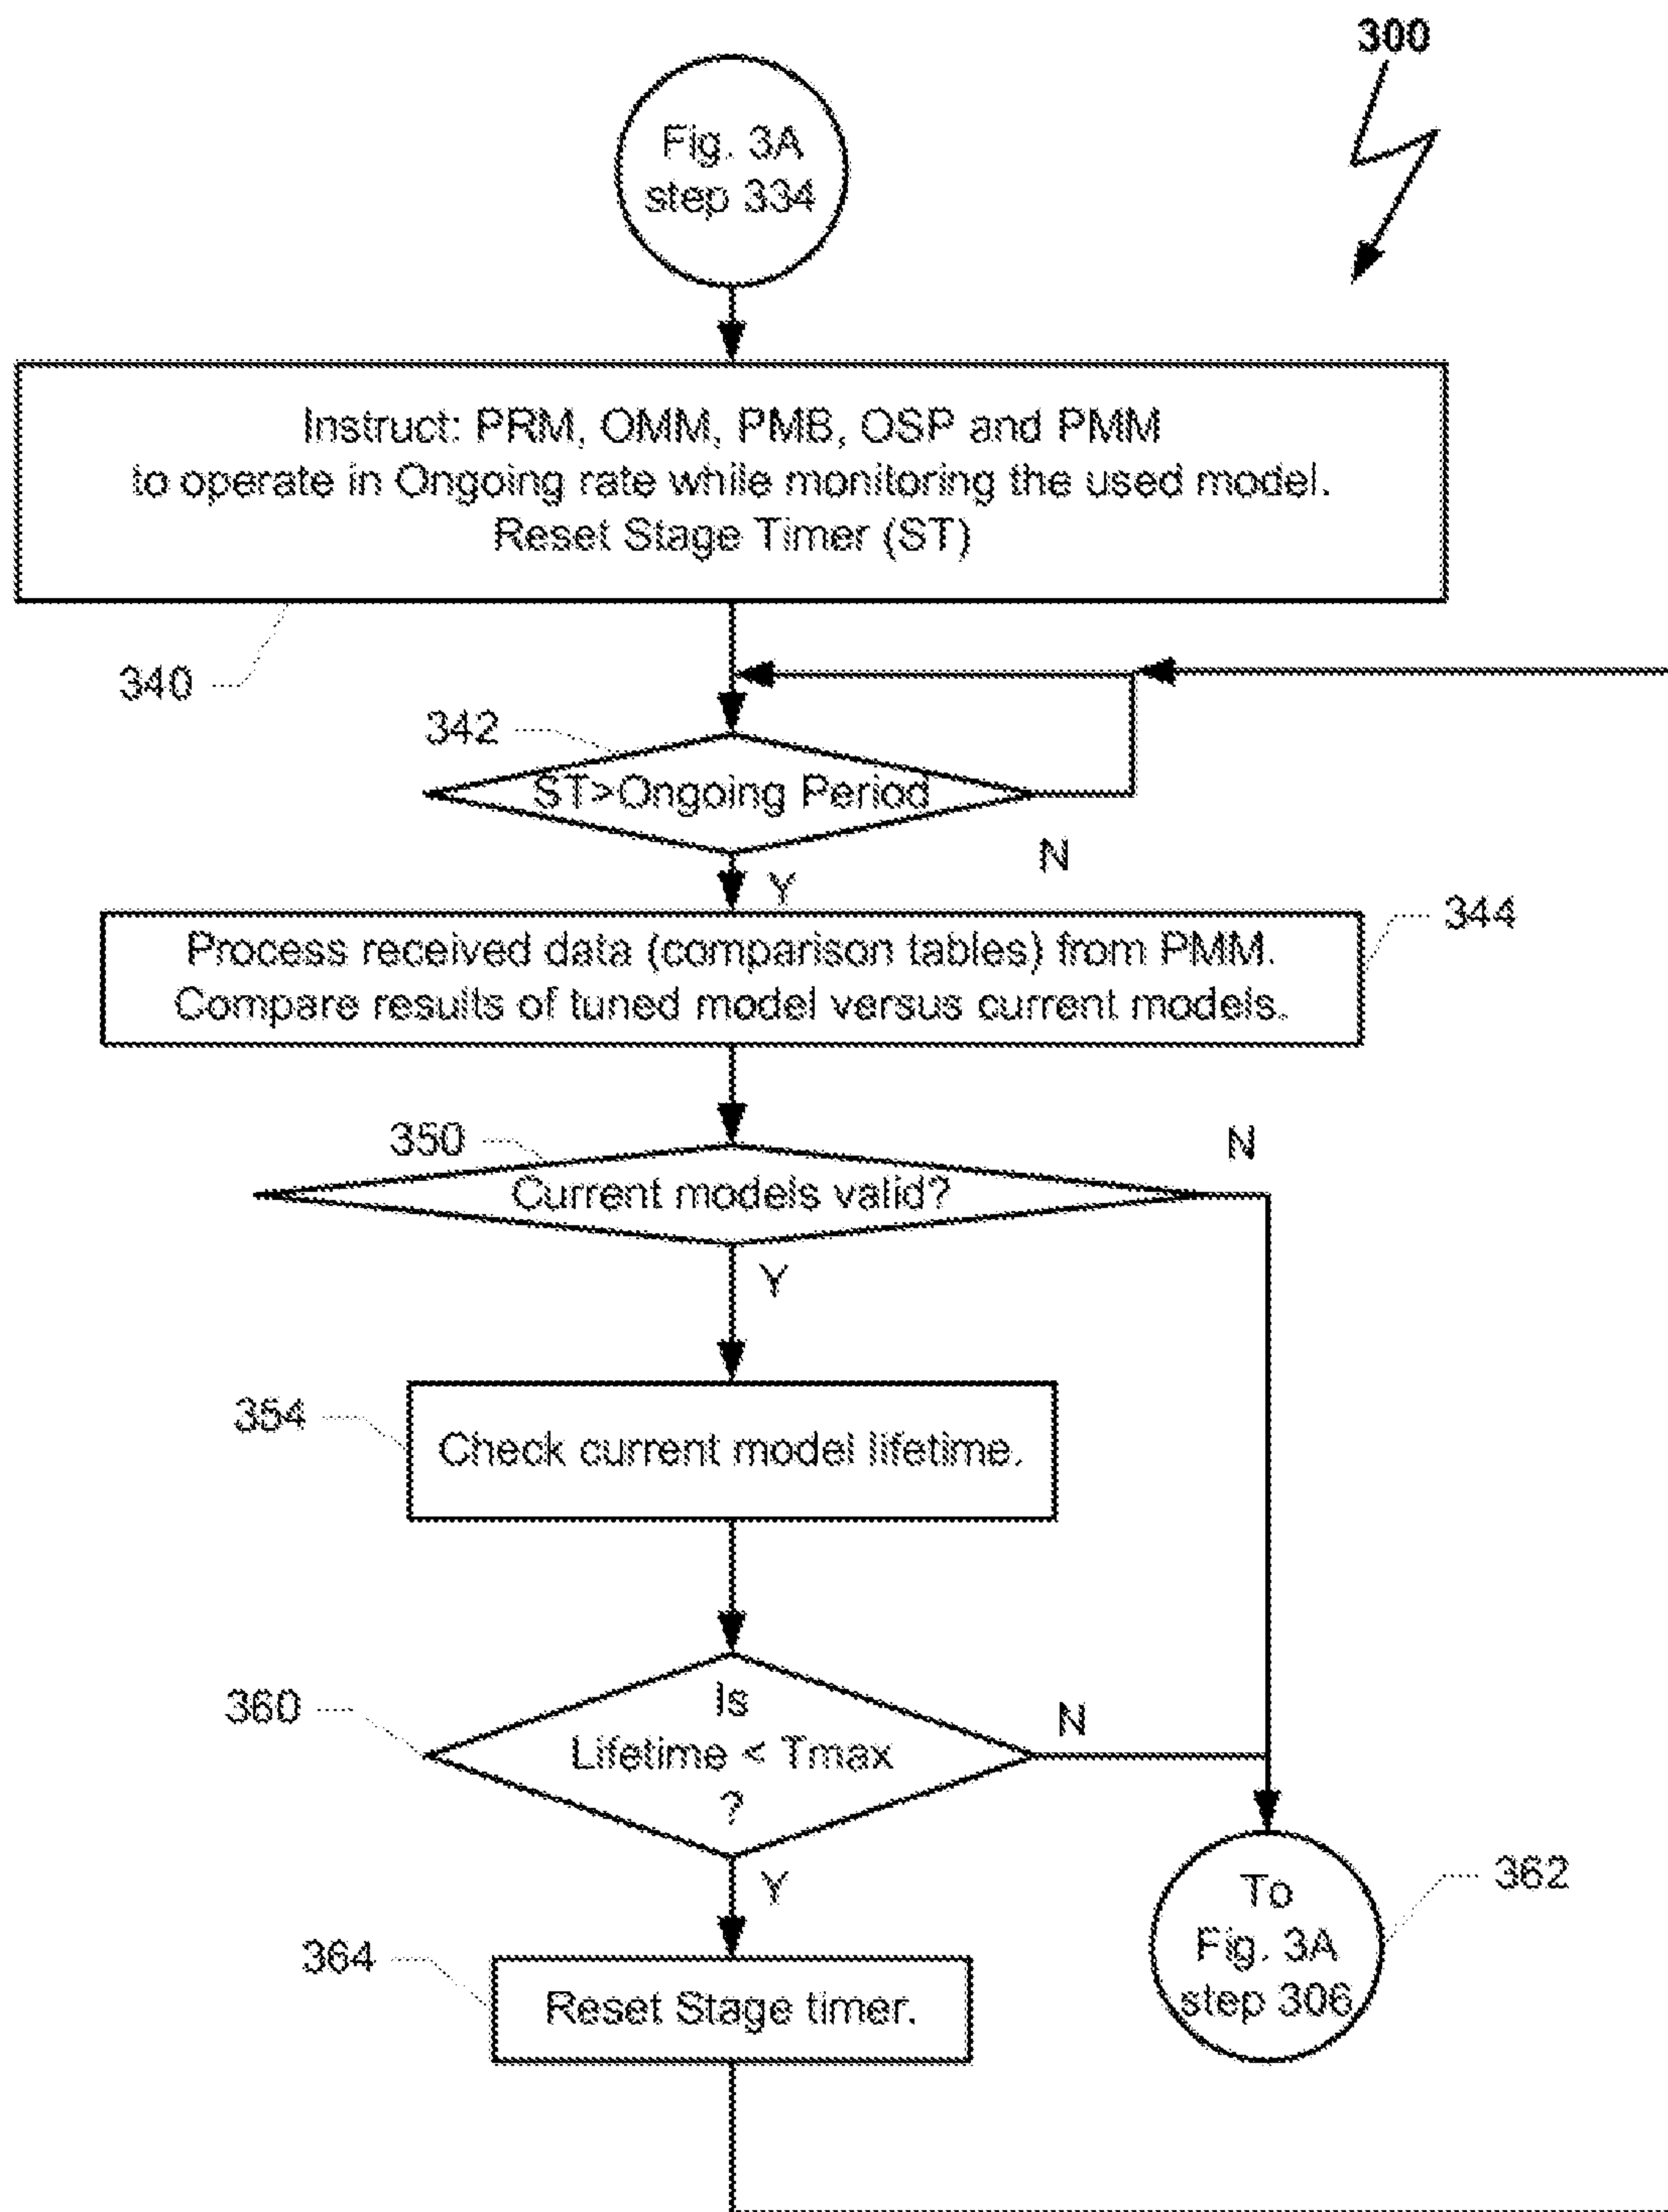 300
Fig. 3A
step 334
Instruct: PRM, OMM, PMB, OSP and PMM
to operate in Ongoing rate while monitoring the used model.
Reset Stage Timer (ST)
340
342
ST>Ongoing Period
N
Y
344
Process received data (comparison tables) from PMM.
Compare results of tuned model versus current models.
350
N
Current models valid?
Y
354
Check current model lifetime.
360
Is
Lifetime < Tmax
?
N
Y
362
To
Fig. 3A
step 306
364
Reset Stage timer.